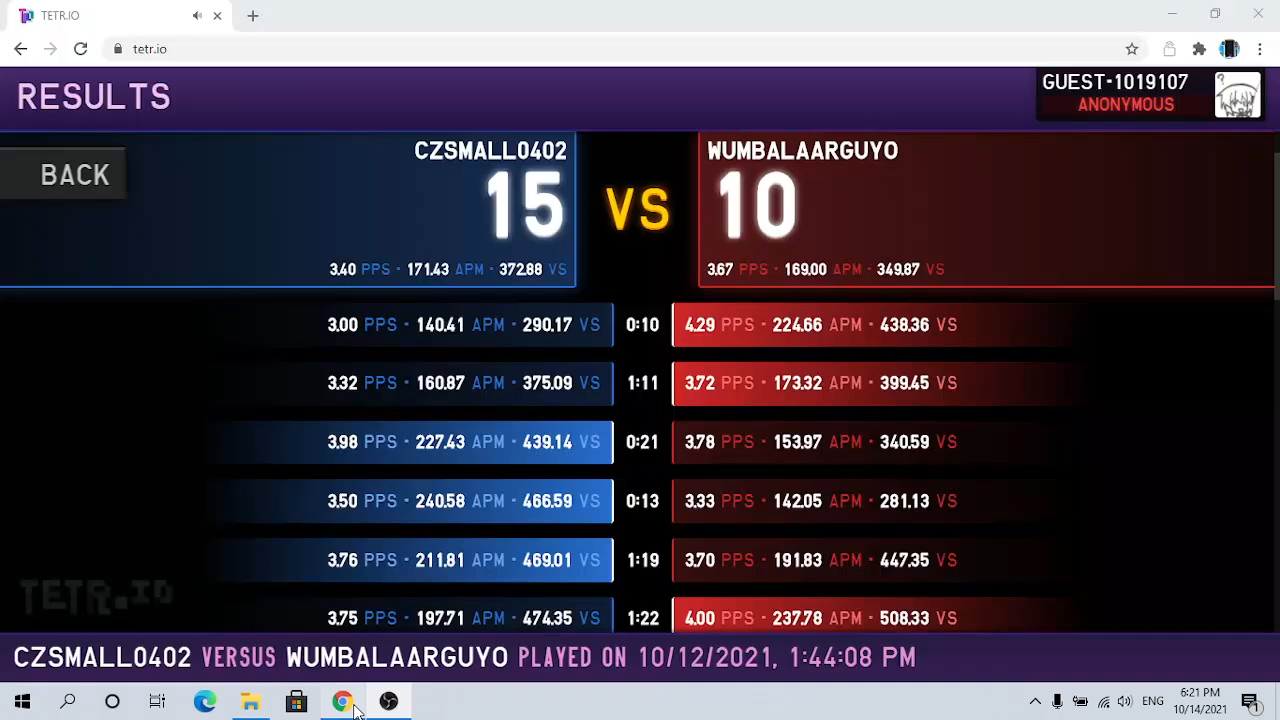 TETR.IO
tetr.io
RESULTS
GUEST-1019107
ANONYMOUS
BACK
CZSMALL0402
15
3.40 PPS - 171.43 APM - 372.88 VS
VS
WUMBALAARGUYO
10
3.67 PPS - 169.00 APM - 349.87 VS
3.00 PPS - 140.41 APM - 290.17 VS 0:10 4.29 PPS - 224.66 APM - 438.36 VS
3.32 PPS - 160.87 APM - 375.09 VS 1:11 3.72 PPS - 173.32 APM - 399.45 VS
3.98 PPS - 227.43 APM - 439.14 VS 0:21 3.78 PPS - 153.97 APM - 340.59 VS
3.50 PPS - 240.58 APM - 466.59 VS 0:13 3.33 PPS - 142.05 APM - 281.13 VS
3.76 PPS - 211.81 APM - 469.01 VS 1:19 3.70 PPS - 191.83 APM - 447.35 VS
3.75 PPS - 197.71 APM - 474.35 VS 1:22 4.00 PPS - 237.78 APM - 508.33 VS
TETR.IO
CZSMALL0402 VERSUS WUMBALAARGUYO PLAYED ON 10/12/2021, 1:44:08 PM
ENG
6:21 PM
10/14/2021
1